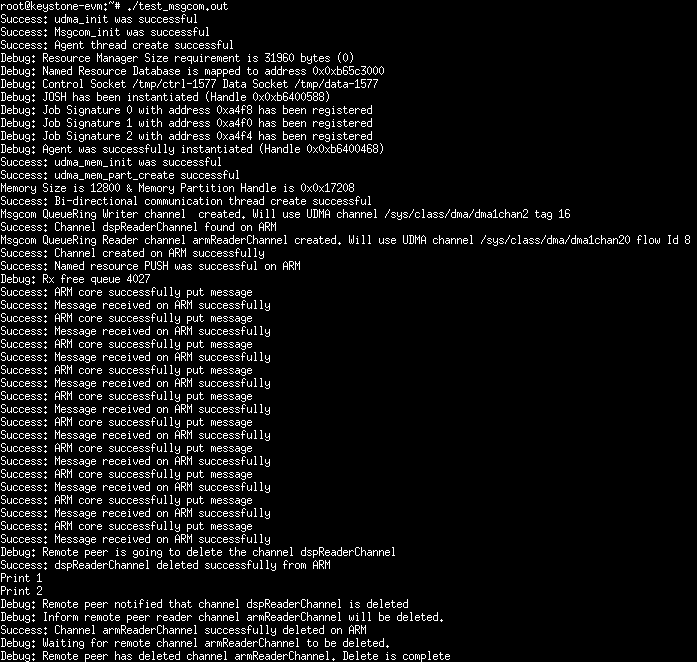 root@keystone-evm:~# ./test_msgcom.out
Success: udma_init was successful
Success: Msgcom_init was successful
Success: Agent thread create successful
Debug: Resource Manager Size requirement is 31960 bytes (0)
Debug: Named Resource Database is mapped to address 0x0xb65c3000
Debug: Control Socket /tmp/ctrl-1577 Data Socket /tmp/data-1577
Debug: JOSH has been instantiated (Handle 0x0xb6400588)
Debug: Job Signature 0 with address 0xa4f8 has been registered
Debug: Job Signature 1 with address 0xa4f0 has been registered
Debug: Job Signature 2 with address 0xa4f4 has been registered
Debug: Agent was successfully instantiated (Handle 0x0xb6400468)
Success: udma_mem_init was successful
Success: udma_mem_part_create successful
Memory Size is 12800 & Memory Partition Handle is 0x0x17208
Success: Bi-directional communication thread create successful
Msgcom QueueRing Writer channel  created. Will use UDMA channel /sys/class/dma/dma1chan2 tag 16
Success: Channel dspReaderChannel found on ARM
Msgcom QueueRing Reader channel armReaderChannel created. Will use UDMA channel /sys/class/dma/dma1chan20 flow Id 8
Success: Channel created on ARM successfully
Success: Named resource PUSH was successful on ARM
Debug: Rx free queue 4027
Success: ARM core successfully put message
Success: Message received on ARM successfully
Success: ARM core successfully put message
Success: Message received on ARM successfully
Success: ARM core successfully put message
Success: Message received on ARM successfully
Success: ARM core successfully put message
Success: Message received on ARM successfully
Success: ARM core successfully put message
Success: Message received on ARM successfully
Success: ARM core successfully put message
Success: Message received on ARM successfully
Success: ARM core successfully put message
Success: Message received on ARM successfully
Success: ARM core successfully put message
Success: Message received on ARM successfully
Success: ARM core successfully put message
Success: Message received on ARM successfully
Success: ARM core successfully put message
Success: Message received on ARM successfully
Debug: Remote peer is going to delete the channel dspReaderChannel
Success: dspReaderChannel deleted successfully from ARM
Print 1
Print 2
Debug: Remote peer notified that channel dspReaderChannel is deleted
Debug: Inform remote peer reader channel armReaderChannel will be deleted.
Success: Channel armReaderChannel successfully deleted on ARM
Debug: Waiting for remote channel armReaderChannel to be deleted.
Debug: Remote peer has deleted channel armReaderChannel. Delete is complete